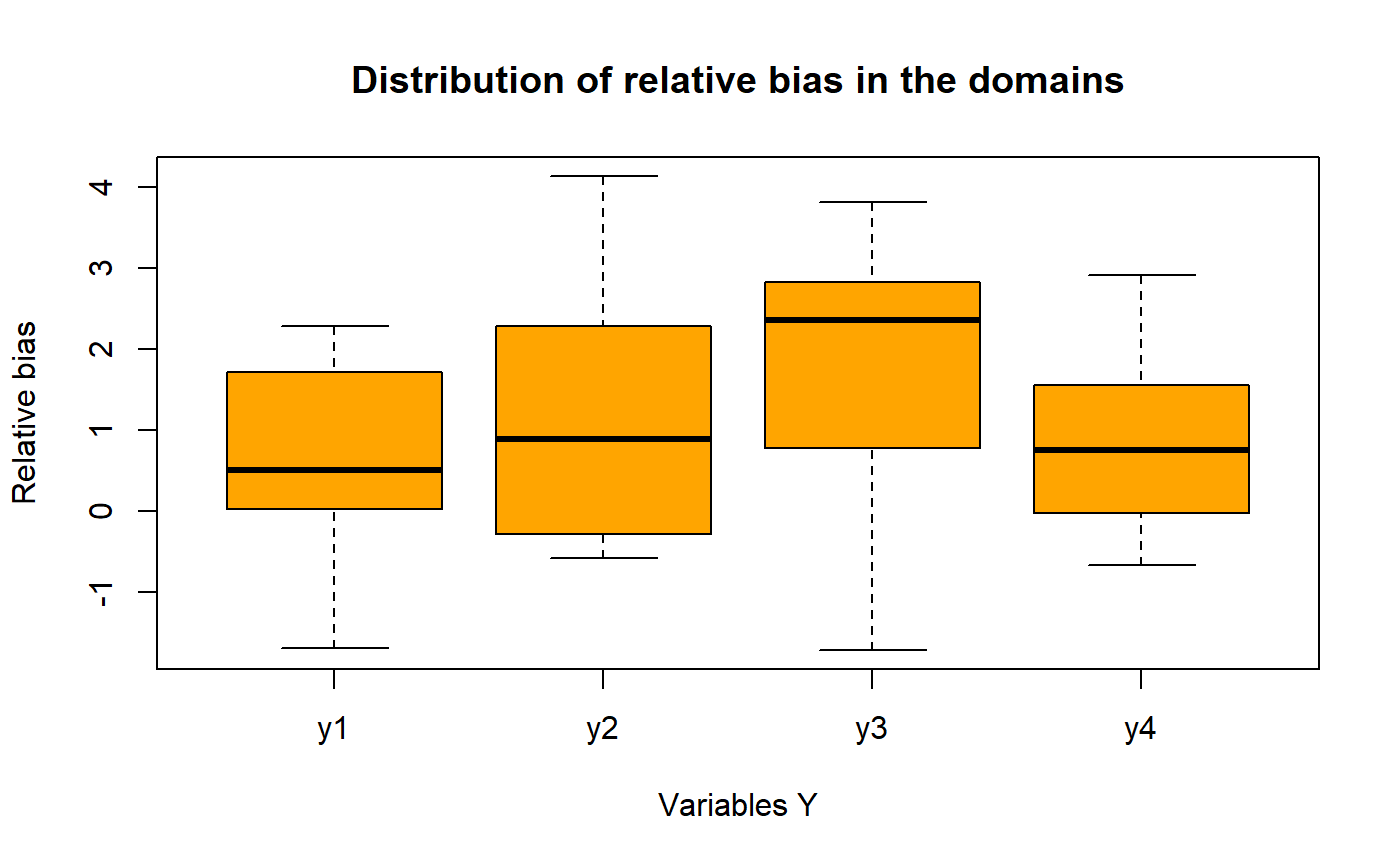 Distribution of relative bias in the domains
Relative bias
4
3
2
1
0
-1
y1 y2 y3 y4
Variables Y